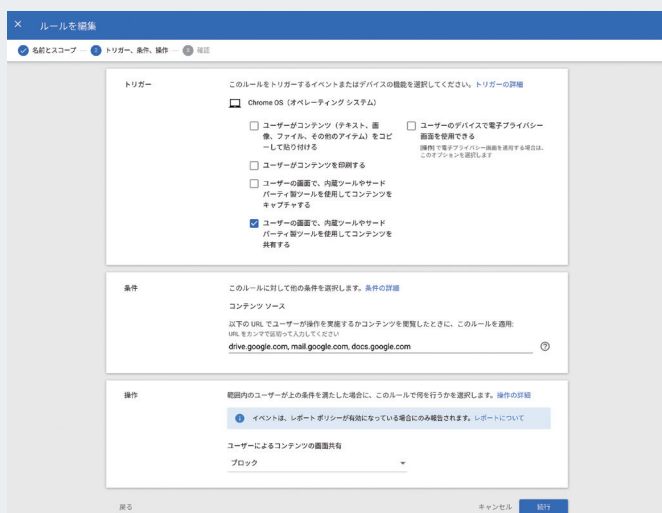 × ルールを編集
名前とスコープ 2 トリガー、条件、操作 3 確認
トリガー
このルールをトリガーするイベントまたはデバイスの機能を選択してください。トリガーの詳細
Chrome OS（オペレーティング システム）
ユーザーがコンテンツ（テキスト、画
像、ファイル、その他のアイテム）をコピ
ーして貼り付ける
ユーザーがコンテンツを印刷する
ユーザーの画面で、内蔵ツールやサード
パーティ製ツールを使用してコンテンツを
キャプチャする
ユーザーの画面で、内蔵ツールやサード
パーティ製ツールを使用してコンテンツを
共有する
ユーザーのデバイスで電子プライバシー
画面を使用できる
[操作] で電子プライバシー画面を適用する場合は、
このオプションを選択します
条件
このルールに対して他の条件を選択します。条件の詳細
コンテンツ ソース
以下の URL でユーザーが操作を実施するかコンテンツを閲覧したときに、このルールを適用:
URL をカンマで区切って入力してください
drive.google.com, mail.google.com, docs.google.com
操作
範囲内のユーザーが上の条件を満たした場合に、このルールで何を行うかを選択します。操作の詳細
イベントは、レポート ポリシーが有効になっている場合にのみ報告されます。レポートについて
ユーザーによるコンテンツの画面共有
ブロック
戻る
キャンセル
続行